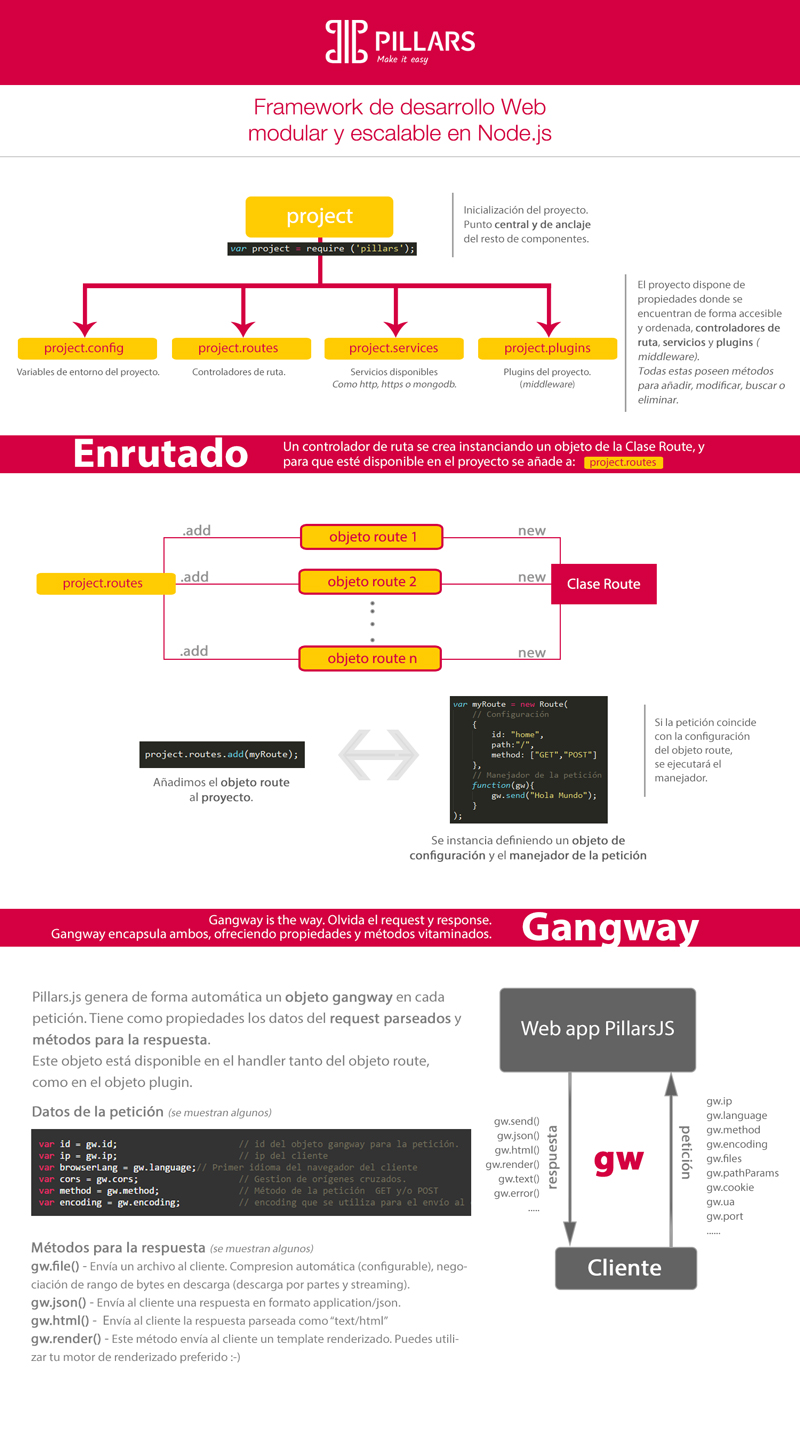 PILLARS
Make it easy
Framework de desarrollo Web
modular y escalable en Node.js
project
var project = require ('pillars');
Inicialización del proyecto.
Punto central y de anclaje
del resto de componentes.
El proyecto dispone de
propiedades donde se
encuentran de forma accesible
y ordenada, controladores de
ruta, servicios y plugins (
middleware).
Todas estas poseen métodos
para añadir, modificar, buscar o
eliminar.
project.config
Variables de entorno del proyecto.
project.routes
Controladores de ruta.
project.services
Servicios disponibles
Como http, https o mongodb.
project.plugins
Plugins del proyecto.
(middleware)
Enrutado
Un controlador de ruta se crea instanciando un objeto de la Clase Route, y
para que esté disponible en el proyecto se añade a: project.routes
.add
objeto route 1
new
project.routes
.add
objeto route 2
new
Clase Route
.add
objeto route n
new
project.routes.add(myRoute);
Añadimos el objeto route
al proyecto.
var myRoute = new Route(
// Configuración
{
id: "home",
path:"/",
method: ["GET","POST"]
},
// Manejador de la petición
function(gw){
gw.send("Hola Mundo");
}
);
Se instancia definiendo un objeto de
configuración y el manejador de la petición
Si la petición coincide
con la configuración
del objeto route,
se ejecutará el
manejador.
Gangway is the way. Olvida el request y response.
Gangway encapsula ambos, ofreciendo propiedades y métodos vitaminados.
Gangway
Pillars.js genera de forma automática un objeto gangway en cada
petición. Tiene como propiedades los datos del request parseados y
métodos para la respuesta.
Este objeto está disponible en el handler tanto del objeto route,
como en el objeto plugin.
Datos de la petición (se muestran algunos)
var id = gw.id; // id del objeto gangway para la petición.
var ip = gw.ip; // ip del cliente
var browserLang = gw.language;// Primer idioma del navegador del cliente
var cors = gw.cors; // Gestion de orígenes cruzados.
var method = gw.method; // Método de la petición GET y/o POST
var encoding = gw.encoding; // encoding que se utiliza para el envío al
Métodos para la respuesta (se muestran algunos)
gw.file() - Envía un archivo al cliente. Compresion automática (configurable), nego-
ciación de rango de bytes en descarga (descarga por partes y streaming).
gw.json() - Envía al cliente una respuesta en formato application/json.
gw.html() - Envía al cliente la respuesta parseada como “text/html”
gw.render() - Este método envía al cliente un template renderizado. Puedes utili-
zar tu motor de renderizado preferido :-)
Web app PillarsJS
gw.send()
gw.json()
gw.html()
gw.render()
gw.text()
gw.error()
.....
respuesta
gw
petición
gw.ip
gw.language
gw.method
gw.encoding
gw.files
gw.pathParams
gw.cookie
gw.ua
gw.port
......
Cliente